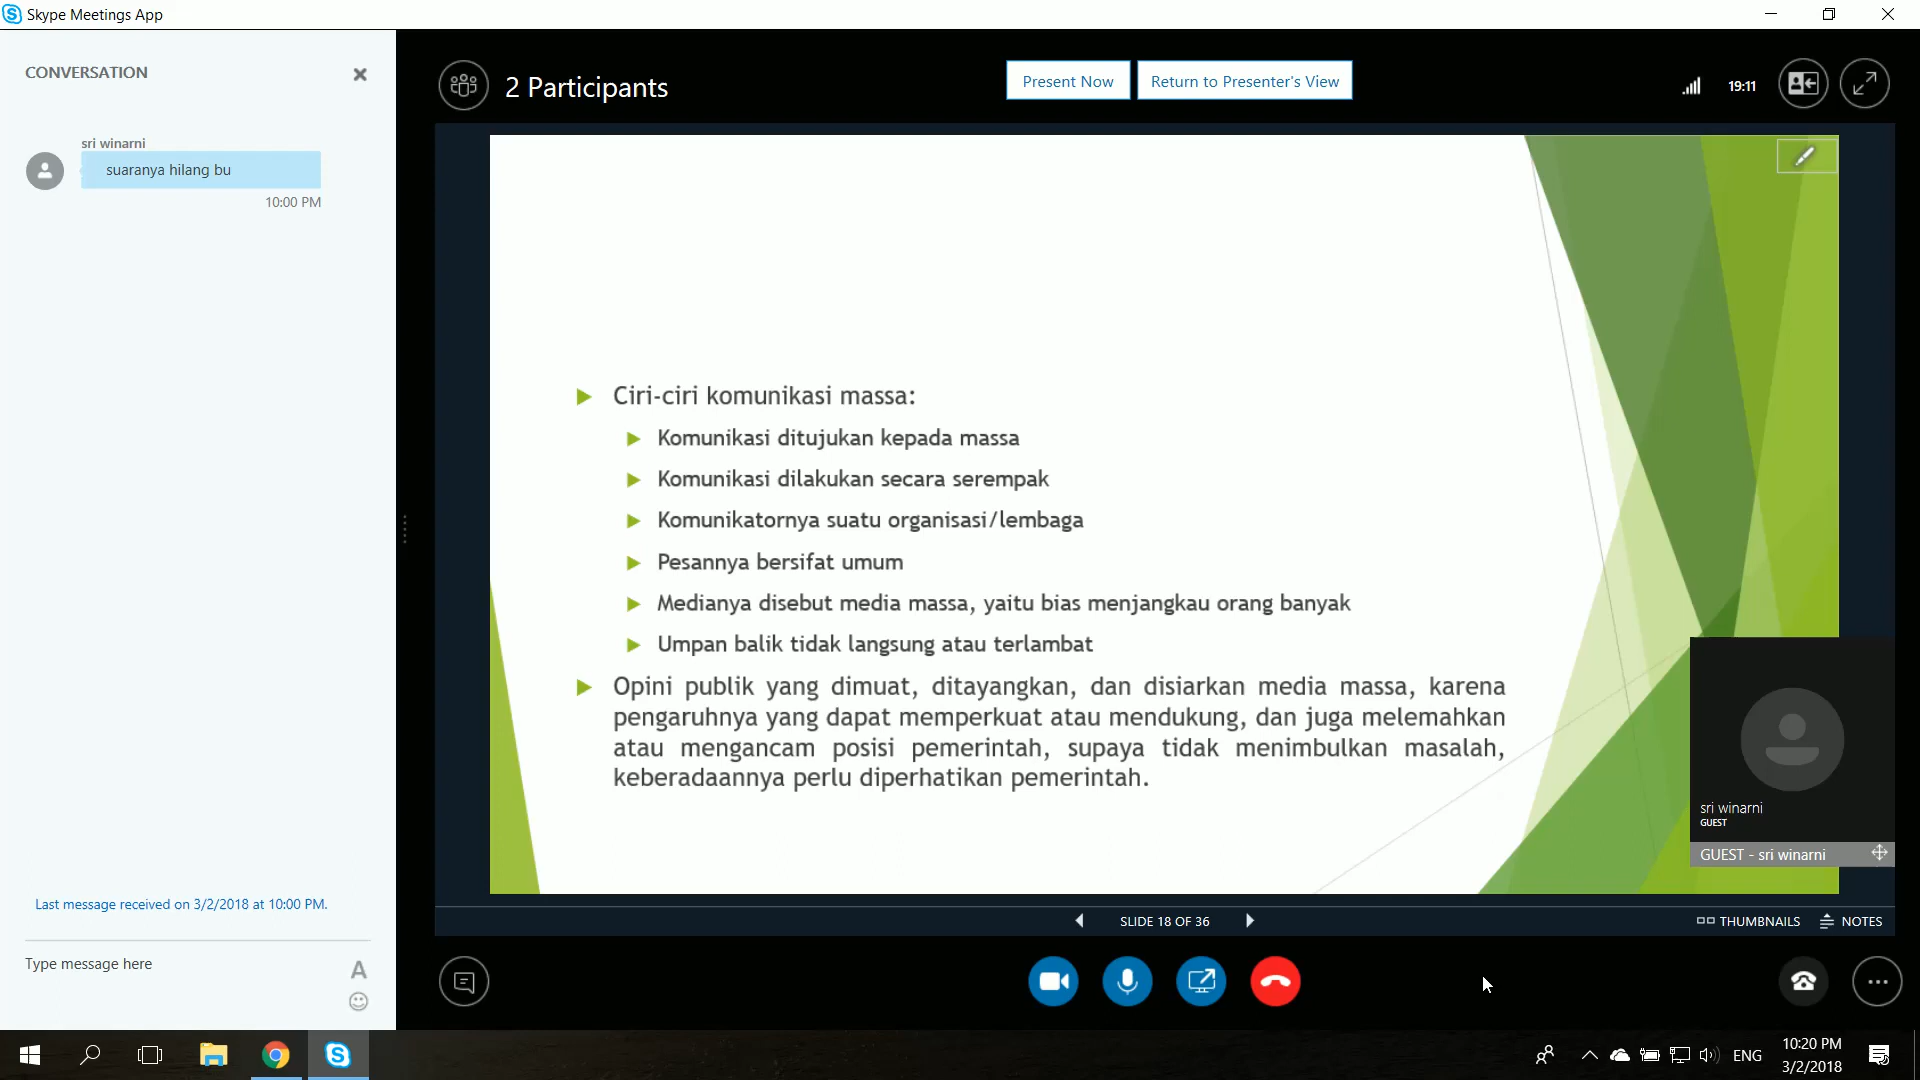 Skype Meetings App
CONVERSATION
sri winarni
suaranya hilang bu
10:00 PM
Last message received on 3/2/2018 at 10:00 PM.
Type message here
A
2 Participants
Present Now
Return to Presenter's View
19:11
Ciri-ciri komunikasi massa:
Komunikasi ditujukan kepada massa
Komunikasi dilakukan secara serempak
Komunikatornya suatu organisasi/lembaga
Pesannya bersifat umum
Medianya disebut media massa, yaitu bias menjangkau orang banyak
Umpan balik tidak langsung atau terlambat
Opini publik yang dimuat, ditayangkan, dan disiarkan media massa, karena
pengaruhnya yang dapat memperkuat atau mendukung, dan juga melemahkan
atau mengancam posisi pemerintah, supaya tidak menimbulkan masalah,
keberadaannya perlu diperhatikan pemerintah.
sri winarni
GUEST
GUEST - sri winarni
SLIDE 18 OF 36
THUMBNAILS
NOTES
ENG
10:20 PM
3/2/2018